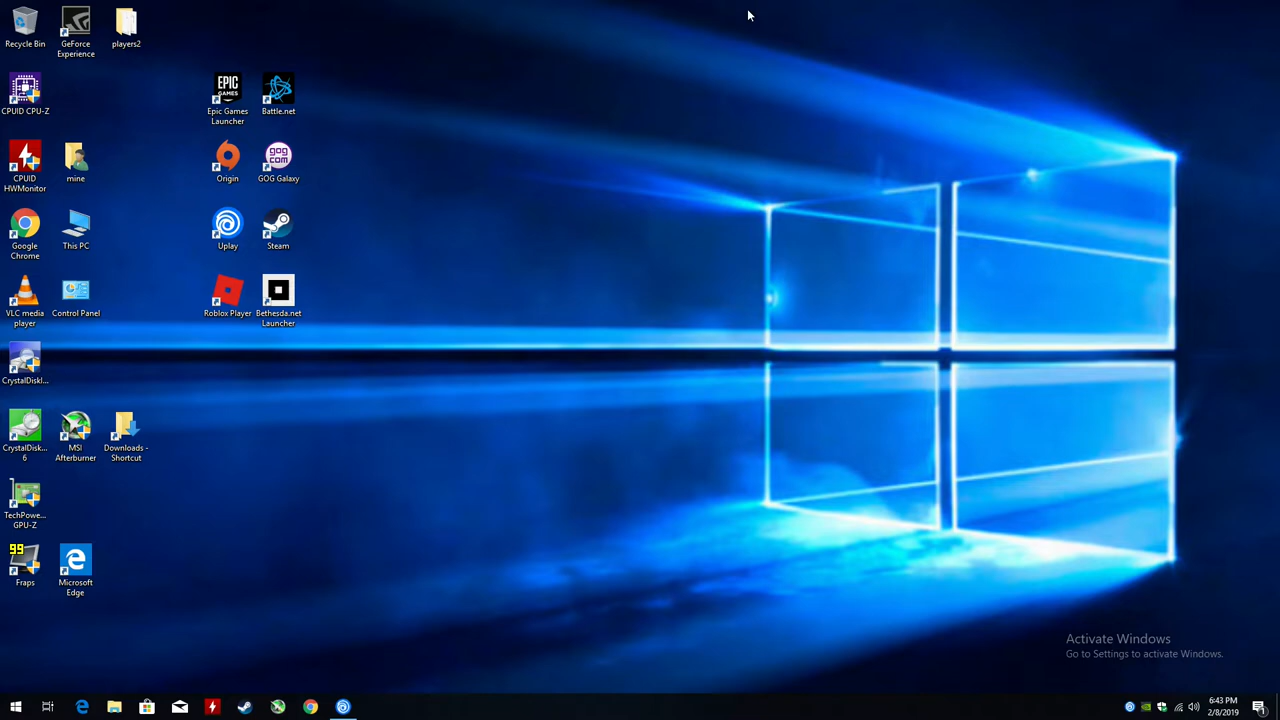 Recycle Bin
GeForce
Experience
players2
CPUID CPU-Z
EPIC
GAMES
Epic Games
Launcher
Battle.net
CPUID
HWMonitor
mine
Origin
GOG
COM
GOG Galaxy
Google
Chrome
This PC
Uplay
Steam
VLC media
player
Control Panel
Roblox Player
Bethesda.net
Launcher
CrystalDiskI...
CrystalDisk...
6
MSI
Afterburner
Downloads -
Shortcut
TechPowe...
GPU-Z
99
Fraps
Microsoft
Edge
Activate Windows
Go to Settings to activate Windows.
6:43 PM
2/8/2019
1